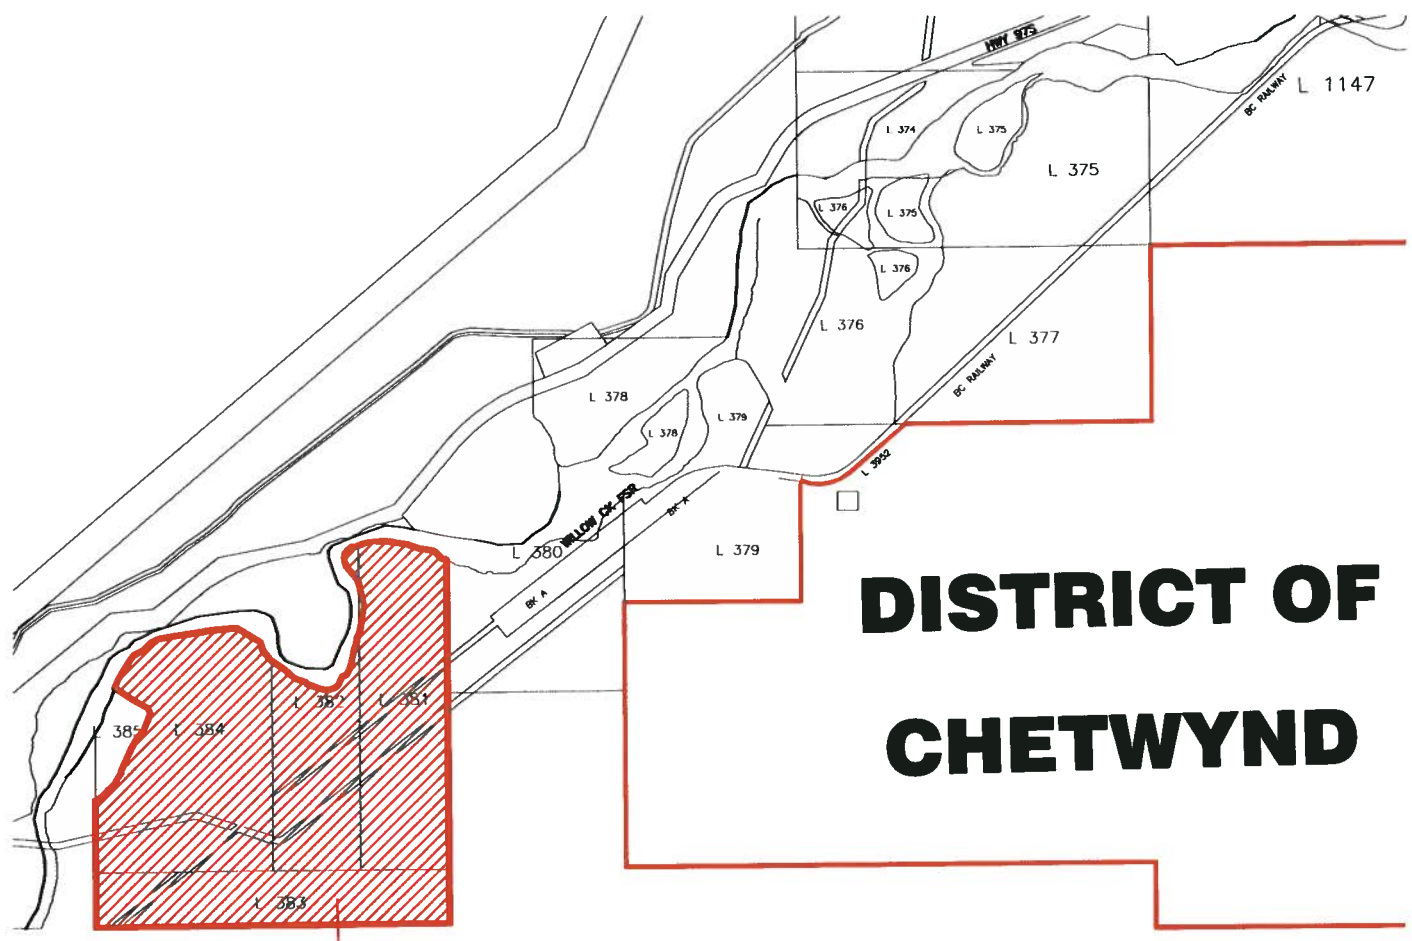 HWY 97S
L 1147
BC RAILWAY
L 374
L 375
L 375
L 376
L 375
L 376
L 376
L 377
BC RAILWAY
L 378
L 379
L 378
L 3952
WILLOW CK FSR
BK A
L 380
L 379
BK A
DISTRICT OF
CHETWYND
L 382
L 381
L 385
L 384
L 383